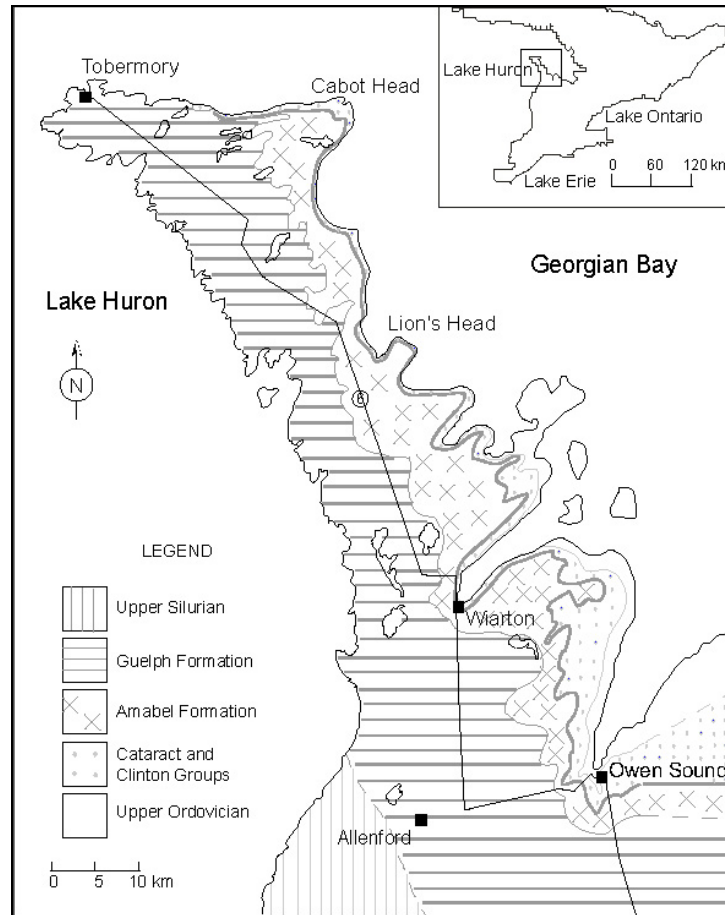 Tobermory
Cabot Head
Lake Huron
Lake Ontario
0 60 120 km
Lake Erie
Georgian Bay
Lake Huron
Lion's Head
N
6
LEGEND
Upper Silurian
Guelph Formation
Amabel Formation
Cataract and
Clinton Groups
Upper Ordovician
0 5 10 km
Wiarton
Owen Sound
Allenford